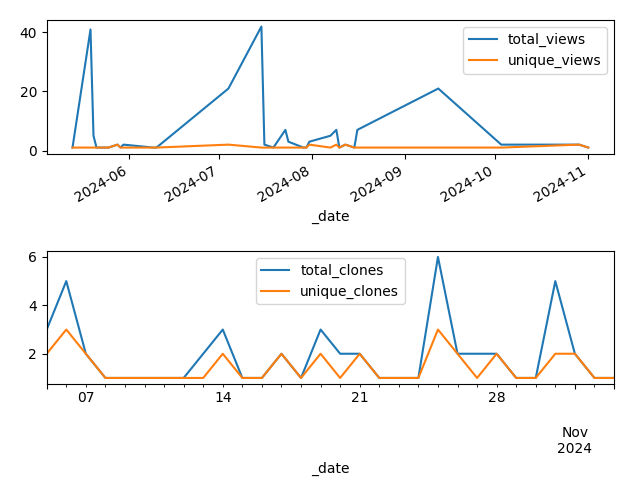 40
20
0
total_views
unique_views
2024-06
2024-07
2024-08
2024-09
2024-10
2024-11
_date
6
4
2
total_clones
unique_clones
07
14
21
28
Nov
2024
_date